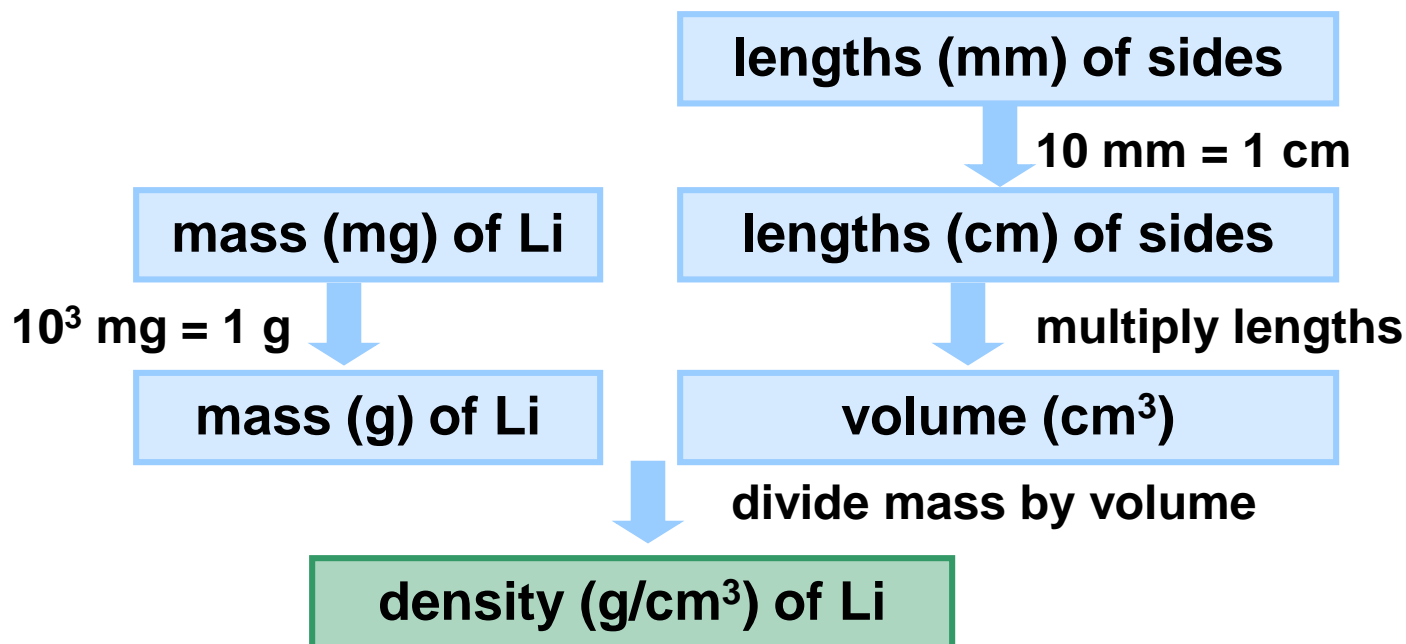 lengths (mm) of sides
10 mm = 1 cm
mass (mg) of Li
lengths (cm) of sides
10³ mg = 1 g
multiply lengths
mass (g) of Li
volume (cm³)
divide mass by volume
density (g/cm³) of Li